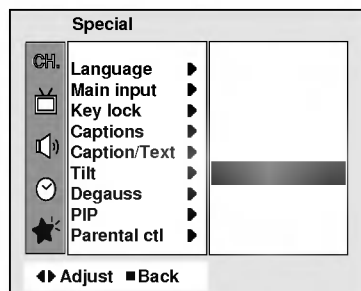 Special
CH.
Language
Main input
Key lock
Captions
Caption/Text
Tilt
Degauss
PIP
Parental ctl
Adjust Back